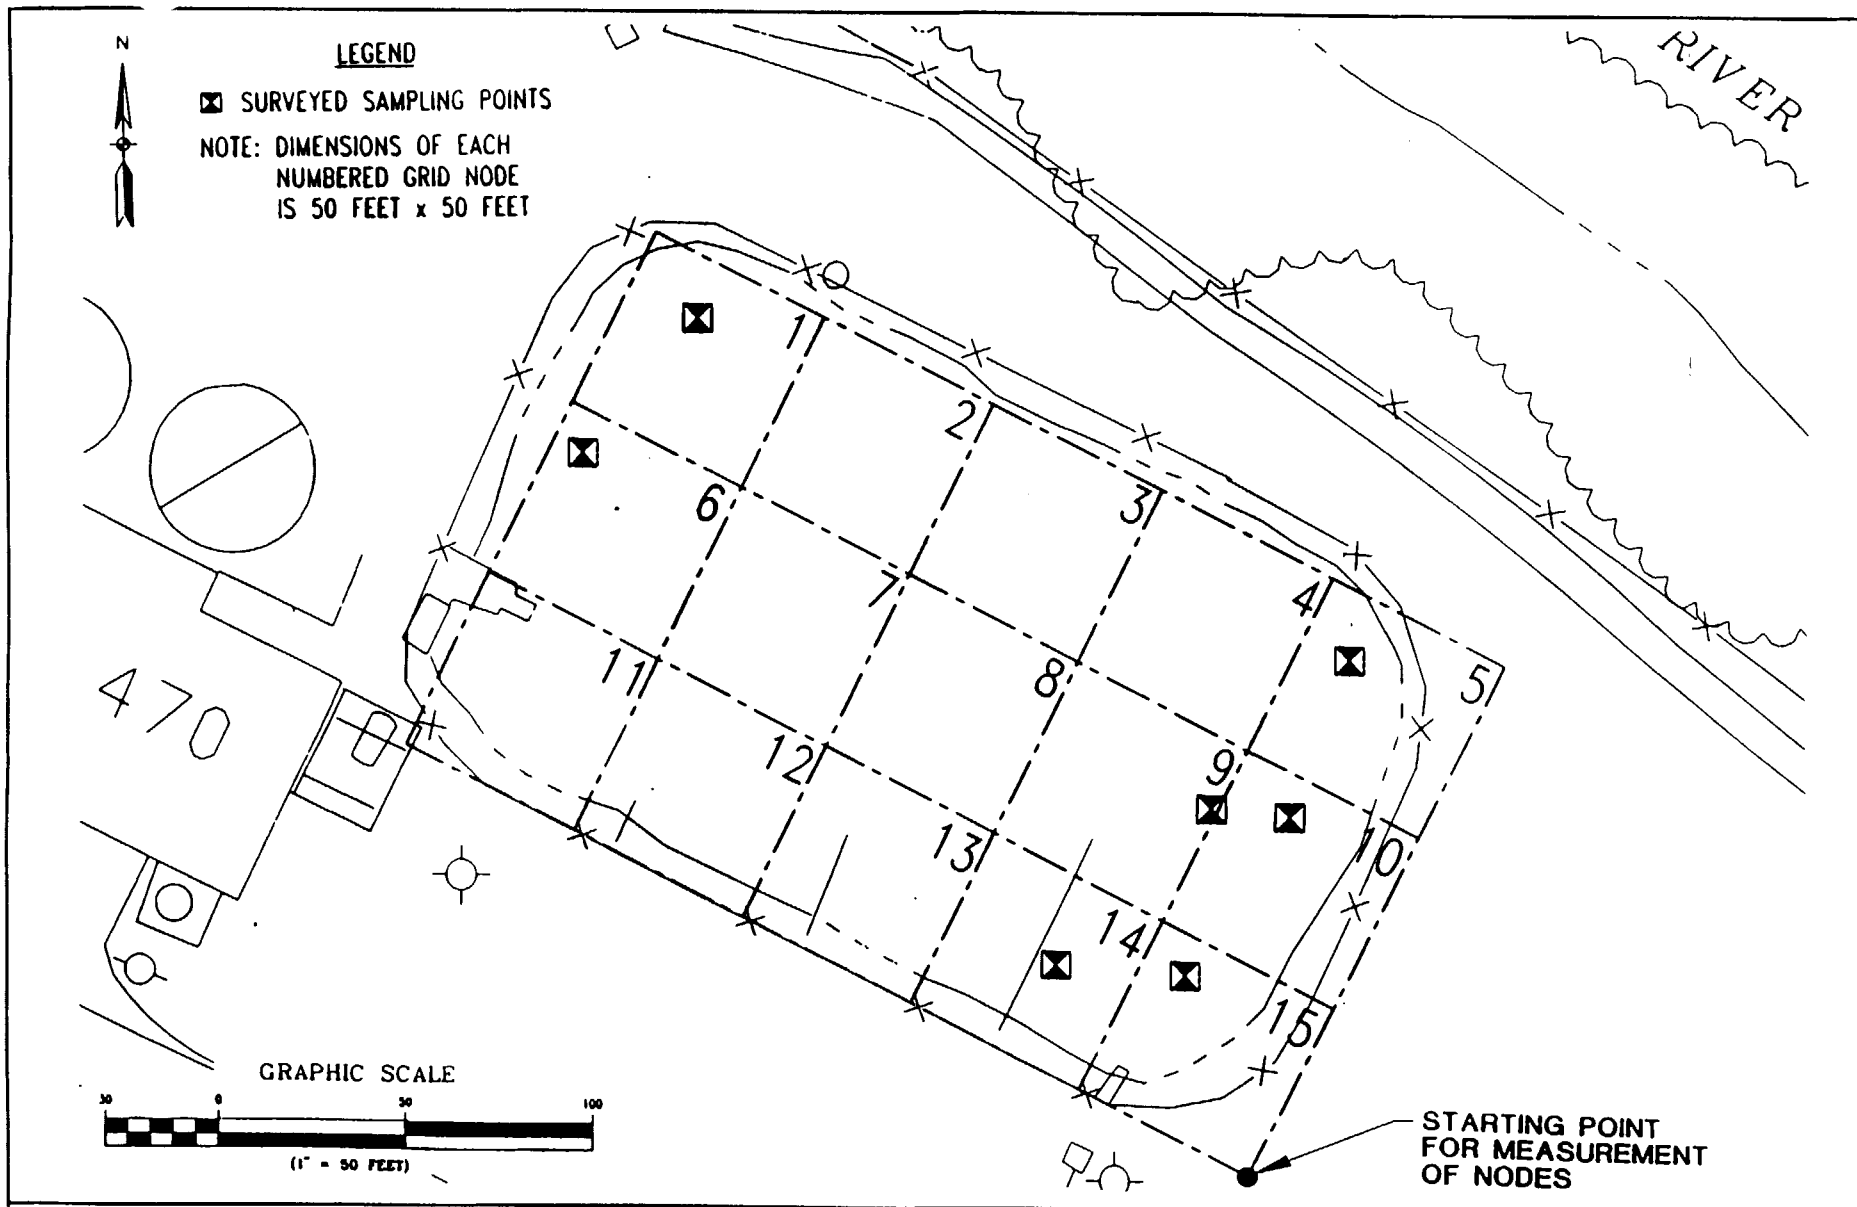 N
LEGEND
SURVEYED SAMPLING POINTS
NOTE: DIMENSIONS OF EACH
NUMBERED GRID NODE
IS 50 FEET x 50 FEET
RIVER
1
2
3
4
5
6
7
8
9
10
11
12
13
14
15
470
GRAPHIC SCALE
0
50
100
(1" = 50 FEET)
STARTING POINT
FOR MEASUREMENT
OF NODES